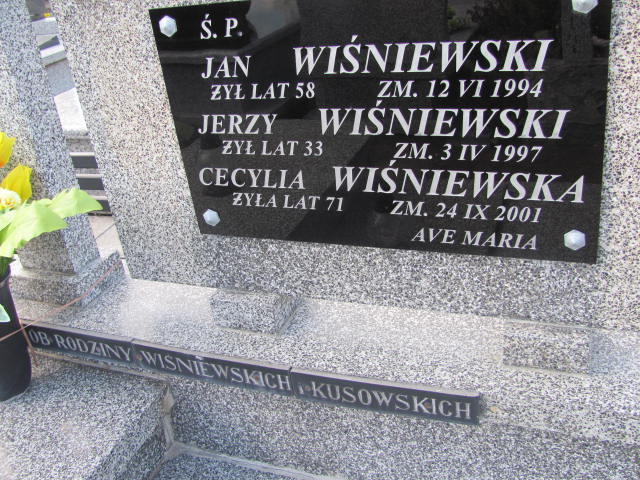 Ś. P.
JAN WIŚNIEWSKI
ŻYŁ LAT 58 ZM. 12 VI 1994
JERZY WIŚNIEWSKI
ŻYŁ LAT 33 ZM. 3 IV 1997
CECYLIA WIŚNIEWSKA
ŻYŁA LAT 71 ZM. 24 IX 2001
AVE MARIA
OB RODZINY WIŚNIEWSKICH i KUSOWSKICH